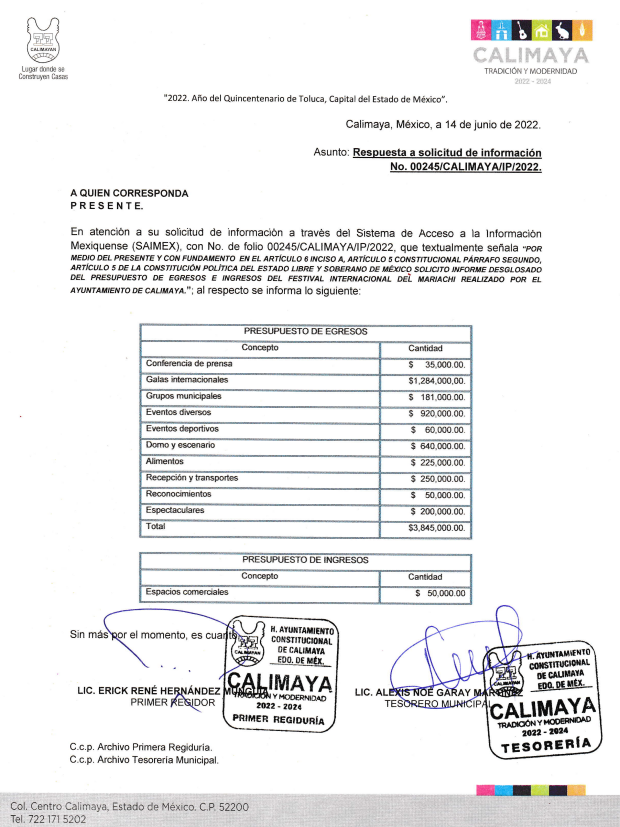 CALIMAYAN
Lugar donde se
Construyen Casas
CALIMAYA
TRADICIÓN Y MODERNIDAD
2022 - 2024
"2022. Año del Quincentenario de Toluca, Capital del Estado de México".
Calimaya, México, a 14 de junio de 2022.
Asunto: Respuesta a solicitud de información
No. 00245/CALIMAYA/IP/2022.
A QUIEN CORRESPONDA
P R E S E N T E.
En atención a su solicitud de información a través del Sistema de Acceso a la Información
Mexiquense (SAIMEX), con No. de folio 00245/CALIMAYA/IP/2022, que textualmente señala "POR
MEDIO DEL PRESENTE Y CON FUNDAMENTO EN EL ARTÍCULO 6 INCISO A, ARTÍCULO 5 CONSTITUCIONAL PÁRRAFO SEGUNDO,
ARTÍCULO 5 DE LA CONSTITUCIÓN POLÍTICA DEL ESTADO LIBRE Y SOBERANO DE MÉXICO SOLICITO INFORME DESGLOSADO
DEL PRESUPUESTO DE EGRESOS E INGRESOS DEL FESTIVAL INTERNACIONAL DEL MARIACHI REALIZADO POR EL
AYUNTAMIENTO DE CALIMAYA."; al respecto se informa lo siguiente:
PRESUPUESTO DE EGRESOS
Concepto Cantidad
Conferencia de prensa $ 35,000.00.
Galas internacionales $1,284,000,00.
Grupos municipales $ 181,000.00.
Eventos diversos $ 920,000.00.
Eventos deportivos $ 60,000.00.
Domo y escenario $ 640,000.00.
Alimentos $ 225,000.00.
Recepción y transportes $ 250,000.00.
Reconocimientos $ 50,000.00.
Espectaculares $ 200,000.00.
Total $3,845,000.00.
PRESUPUESTO DE INGRESOS
Concepto Cantidad
Espacios comerciales $ 50,000.00
Sin más por el momento, es cuanto
LIC. ERICK RENÉ HERNÁNDEZ MUNGUÍA
PRIMER REGIDOR
CALIMAYAN
H. AYUNTAMIENTO
CONSTITUCIONAL
DE CALIMAYA
EDO. DE MÉX.
CALIMAYA
TRADICIÓN Y MODERNIDAD
2022 - 2024
PRIMER REGIDURÍA
LIC. ALEXIS NOÉ GARAY MARTÍNEZ
TESORERO MUNICIPAL
CALIMAYAN
H. AYUNTAMIENTO
CONSTITUCIONAL
DE CALIMAYA
EDO. DE MÉX.
CALIMAYA
TRADICIÓN Y MODERNIDAD
2022 - 2024
TESORERÍA
C.c.p. Archivo Primera Regiduría.
C.c.p. Archivo Tesorería Municipal.
Col. Centro Calimaya, Estado de México. C.P. 52200
Tel. 722 171 5202